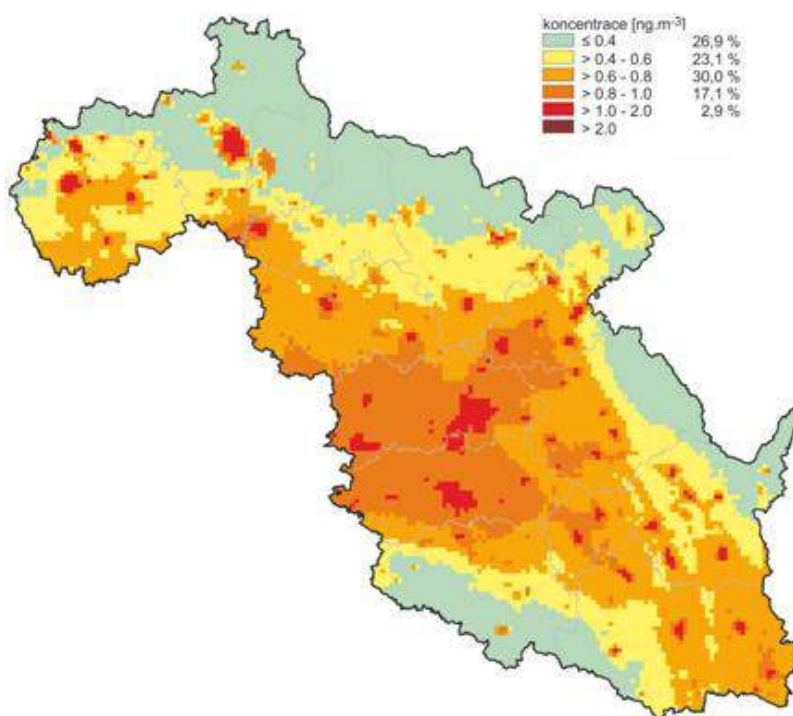 koncentrace [ng.m-3]
≤ 0.4 26,9 %
> 0.4 - 0.6 23,1 %
> 0.6 - 0.8 30,0 %
> 0.8 - 1.0 17,1 %
> 1.0 - 2.0 2,9 %
> 2.0